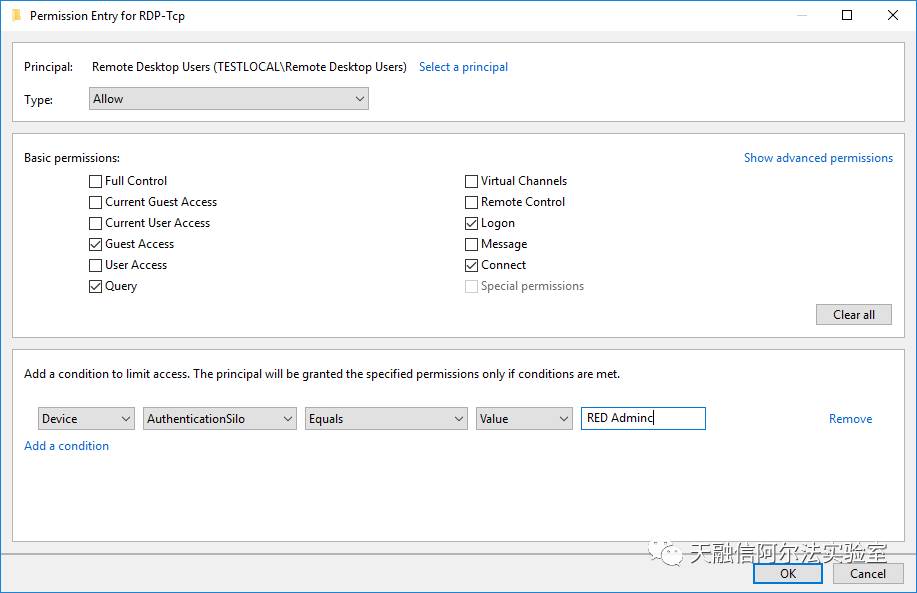 Permission Entry for RDP-Tcp
Principal: Remote Desktop Users (TESTLOCAL\Remote Desktop Users) Select a principal
Type: Allow
Basic permissions: Show advanced permissions
Full Control Virtual Channels
Current Guest Access Remote Control
Current User Access Logon
Guest Access Message
User Access Connect
Query Special permissions
Clear all
Add a condition to limit access. The principal will be granted the specified permissions only if conditions are met.
Device AuthenticationSilo Equals Value RED Adminc Remove
Add a condition
天融信阿尔法实验室
OK Cancel